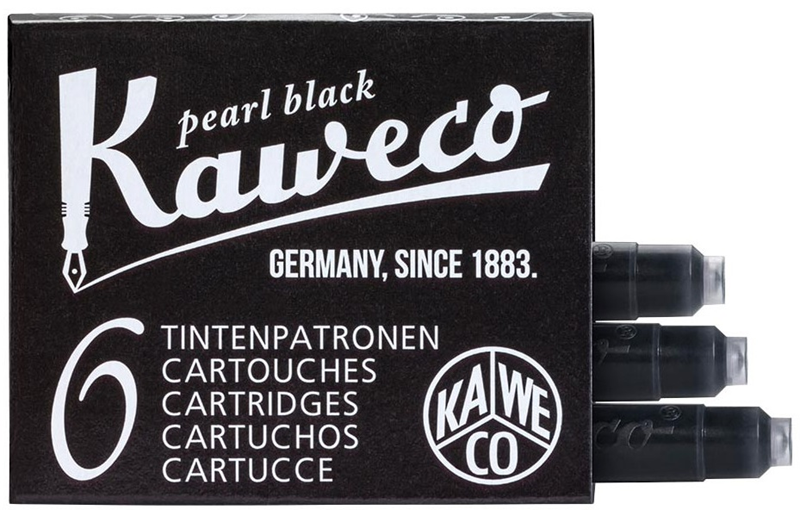 pearl black
Kaweco
GERMANY, SINCE 1883.
6
TINTENPATRONEN
CARTOUCHES
CARTRIDGES
CARTUCHOS
CARTUCCE
KA WE
CO